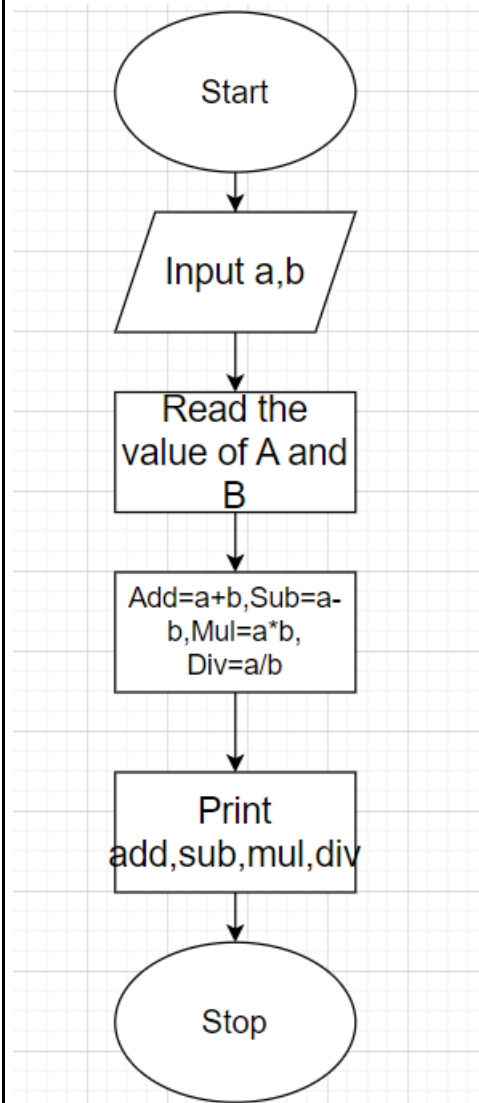 Start
Input a,b
Read the
value of A and
B
Add=a+b,Sub=a-
b,Mul=a*b,
Div=a/b
Print
add,sub,mul,div
Stop